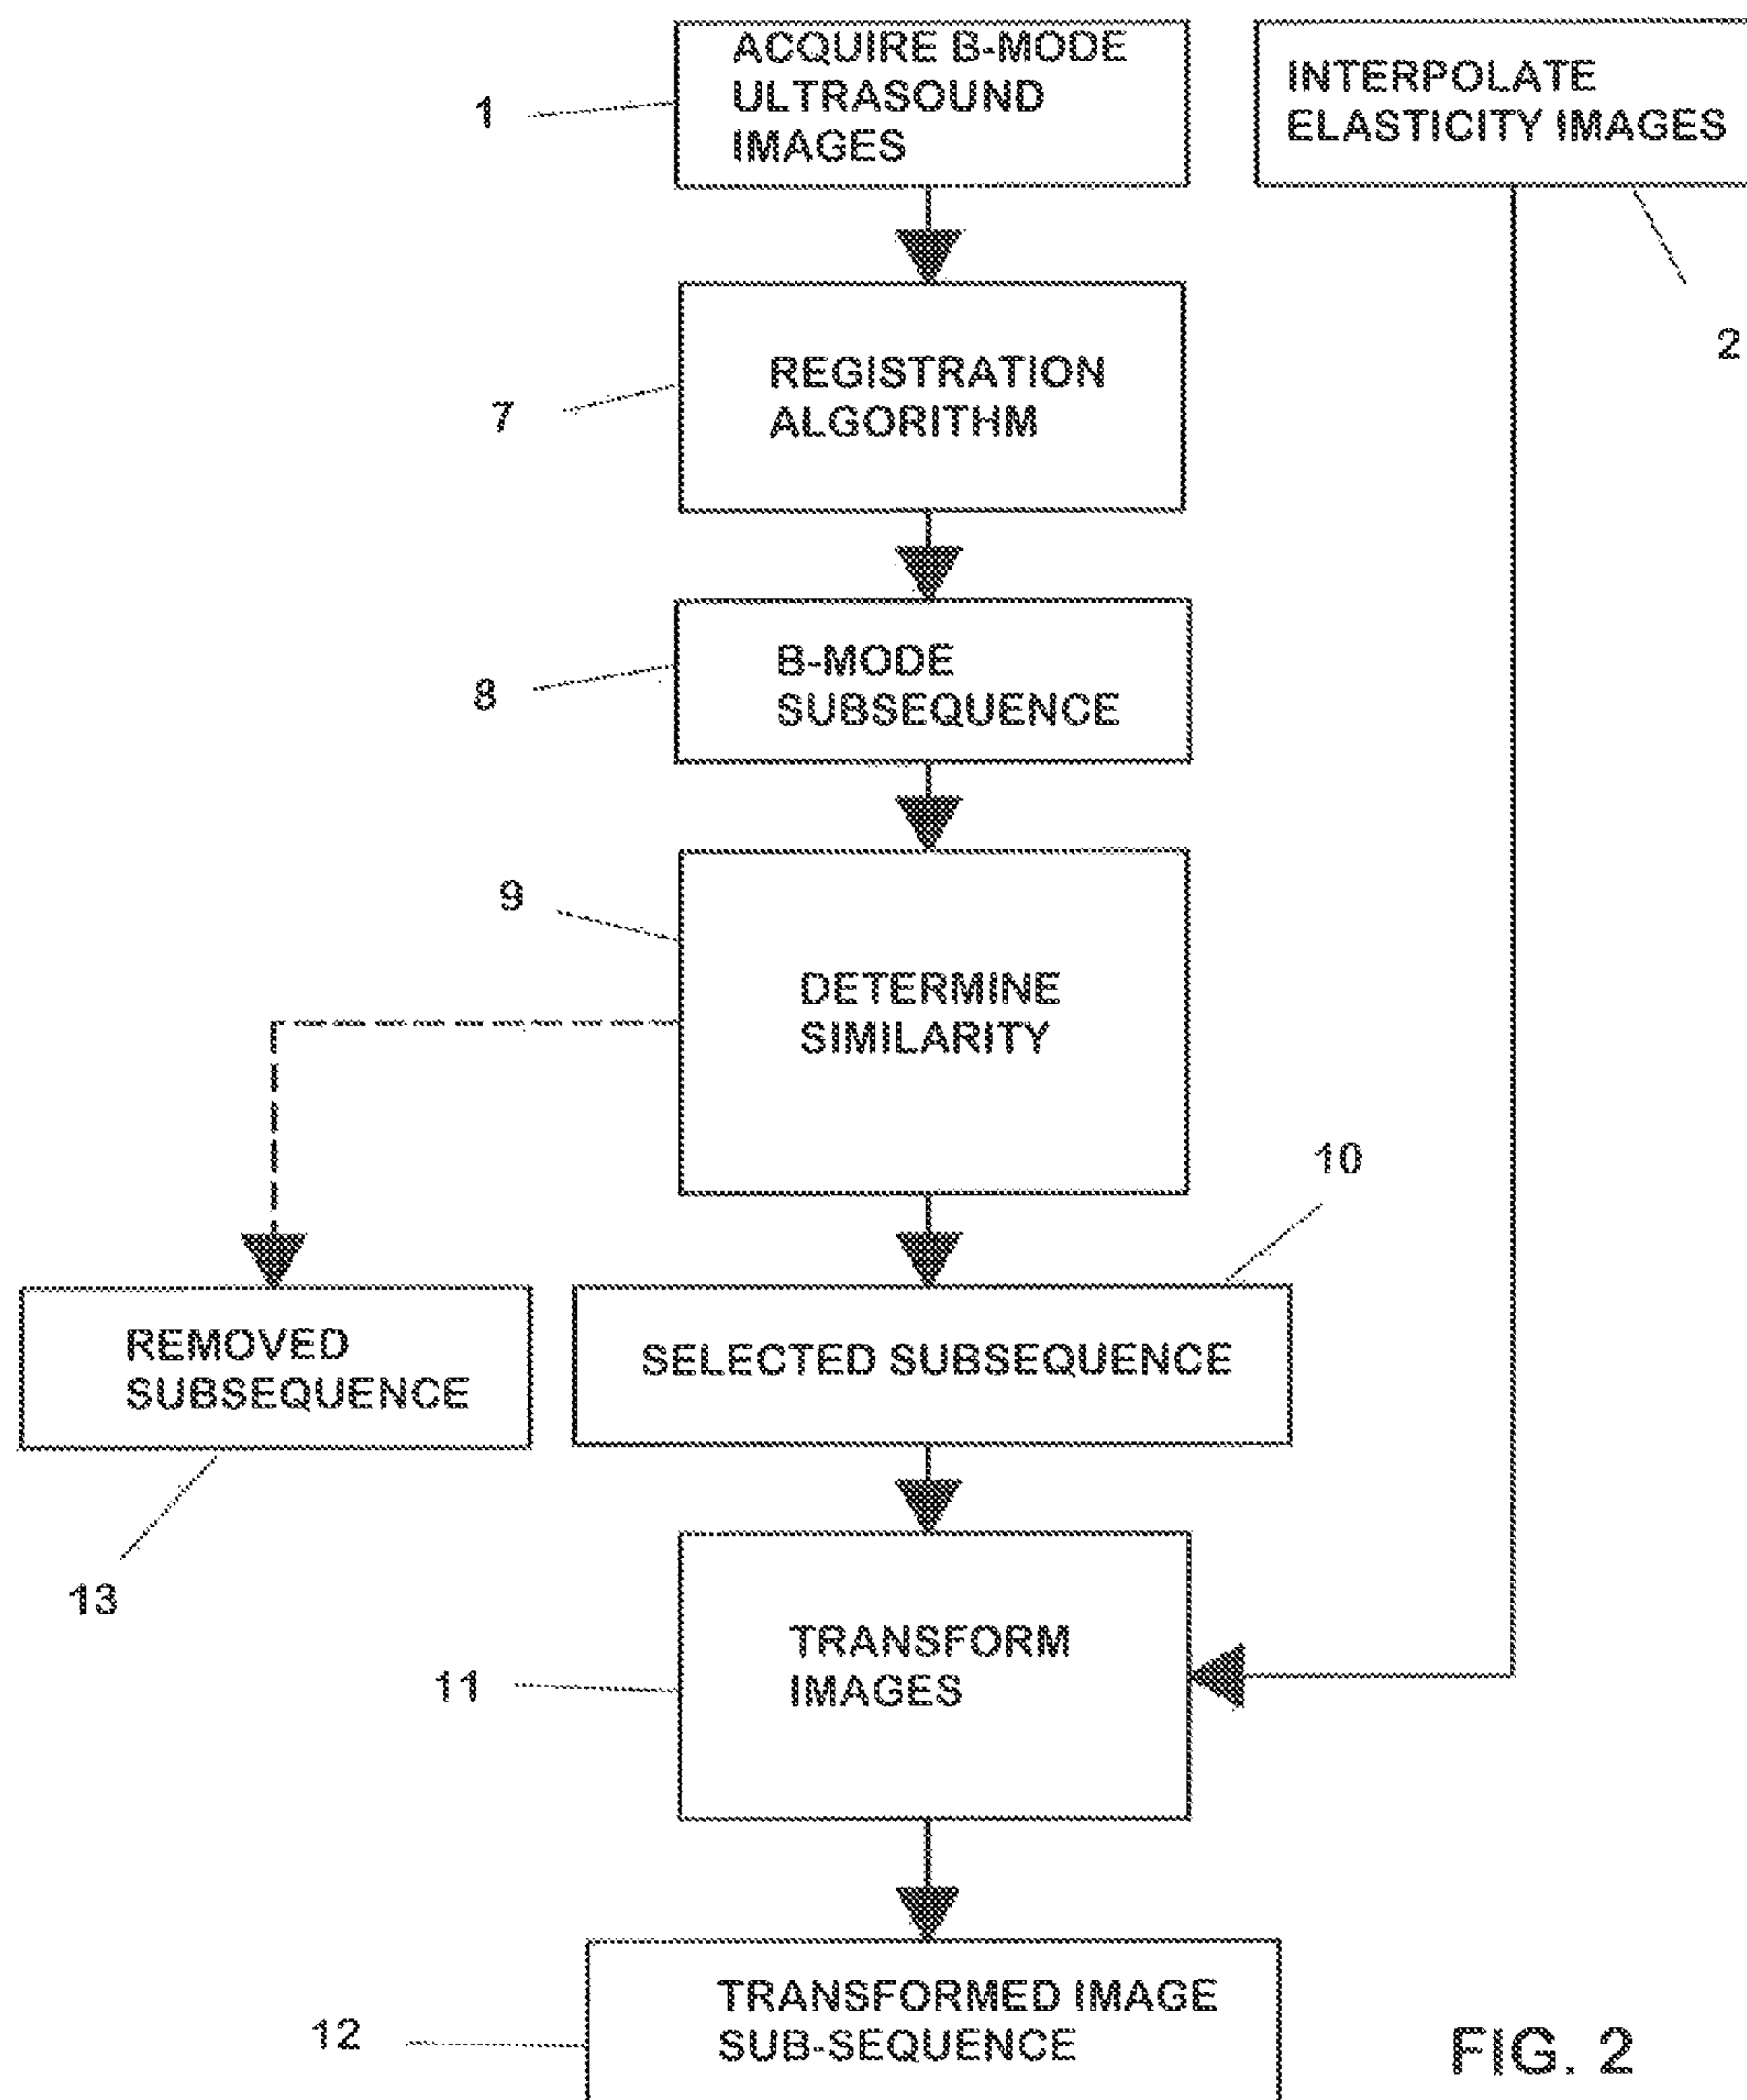 ACQUIRE B-MODE
ULTRASOUND
IMAGES
1
INTERPOLATE
ELASTICITY IMAGES
2
REGISTRATION
ALGORITHM
7
B-MODE
SUBSEQUENCE
8
9
DETERMINE
SIMILARITY
10
REMOVED
SUBSEQUENCE
SELECTED SUBSEQUENCE
13
TRANSFORM
IMAGES
11
TRANSFORMED IMAGE
SUB-SEQUENCE
12
FIG. 2